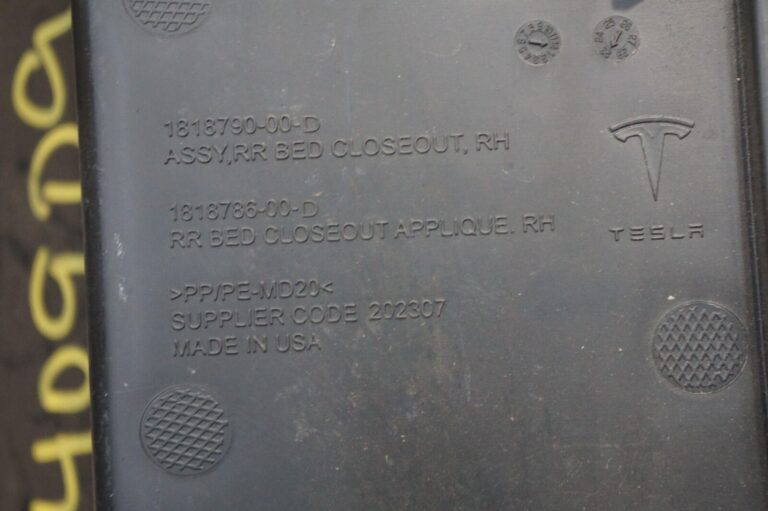 1818790-00-D
ASSY,RR BED CLOSEOUT, RH
1818786-00-D
RR BED CLOSEOUT APPLIQUE. RH
>PP/PE-MD20<
SUPPLIER CODE 202307
MADE IN USA
TESLA